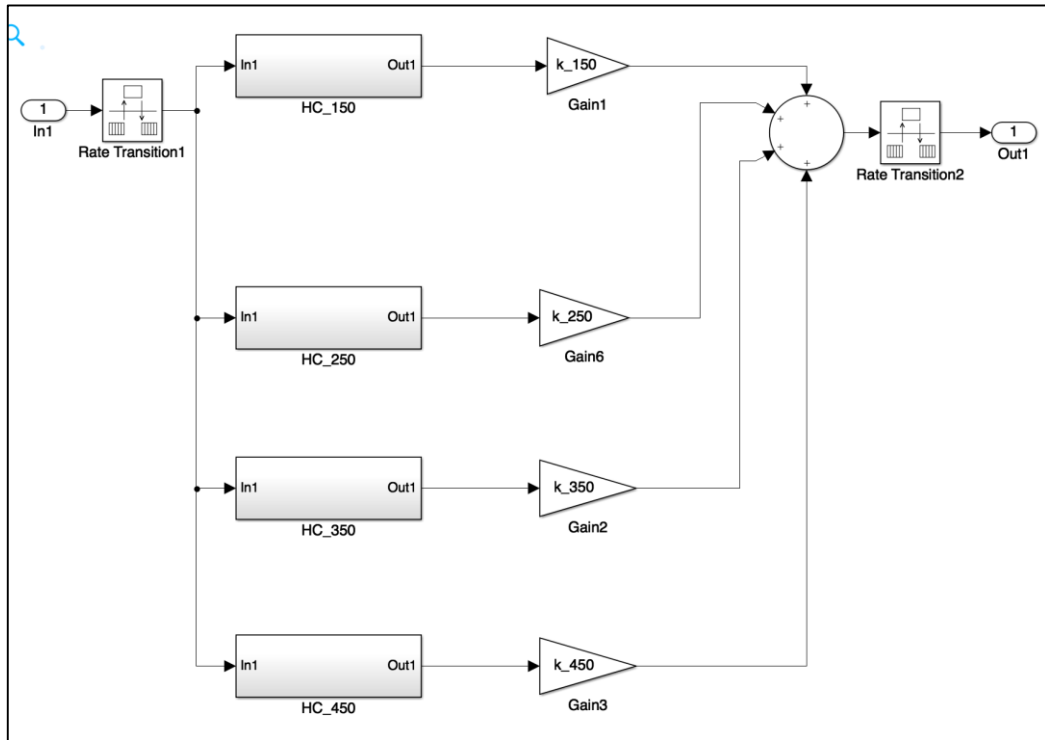 In1 Out1 k_150
HC_150 Gain1
1 + 1
In1 + Out1
Rate Transition1 + Rate Transition2
+
In1 Out1 k_250
HC_250 Gain6
In1 Out1 k_350
HC_350 Gain2
In1 Out1 k_450
HC_450 Gain3